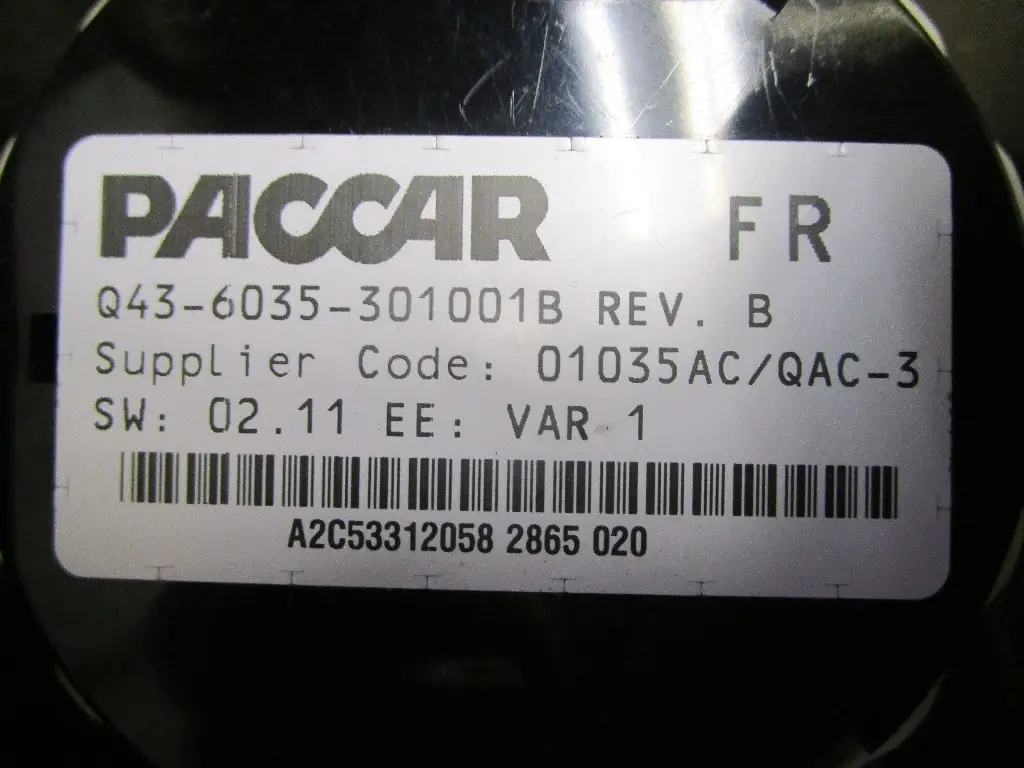 PACCAR FR
Q43-6035-301001B REV. B
Supplier Code: 01035AC/QAC-3
SW: 02.11 EE: VAR 1
A2C53312058 2865 020